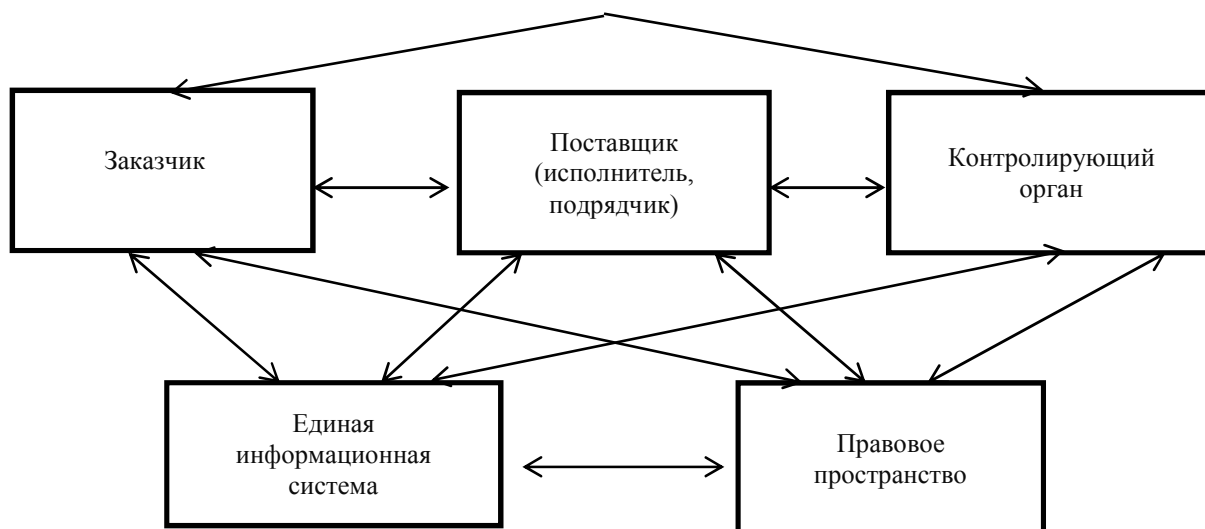 Заказчик
Поставщик
(исполнитель,
подрядчик)
Контролирующий
орган
Единая
информационная
система
Правовое
пространство